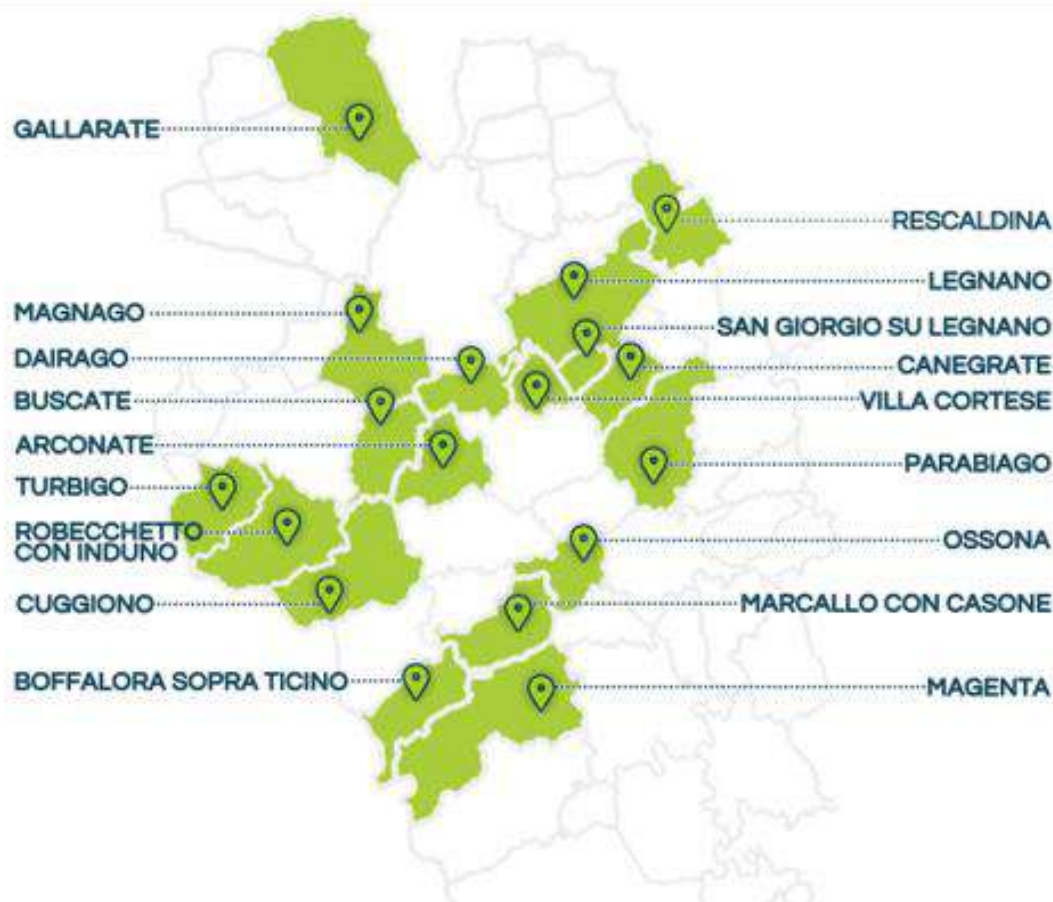 GALLARATE
RESCALDINA
LEGNANO
MAGNAGO
SAN GIORGIO SU LEGNANO
DAIRAGO
CANEGRATE
BUSCATE
VILLA CORTESE
ARCONATE
PARABIAGO
TURBIGO
ROBECCHETTO
CON INDUNO
OSSONA
CUGGIONO
MARCALLO CON CASONE
BOFFALORA SOPRA TICINO
MAGENTA